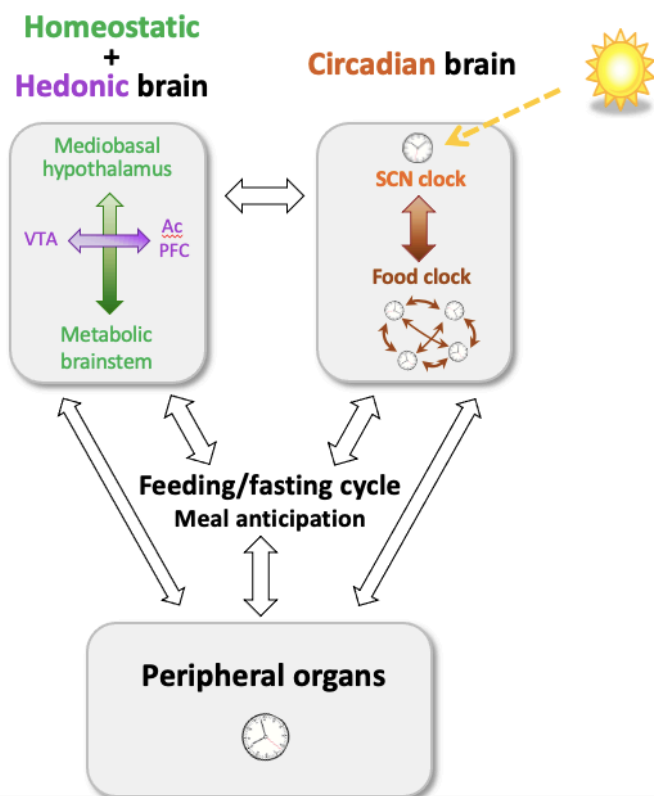 Homeostatic
+
Hedonic brain
Circadian brain
Mediobasal
hypothalamus
VTA
Ac
PFC
Metabolic
brainstem
SCN clock
Food clock
Feeding/fasting cycle
Meal anticipation
Peripheral organs